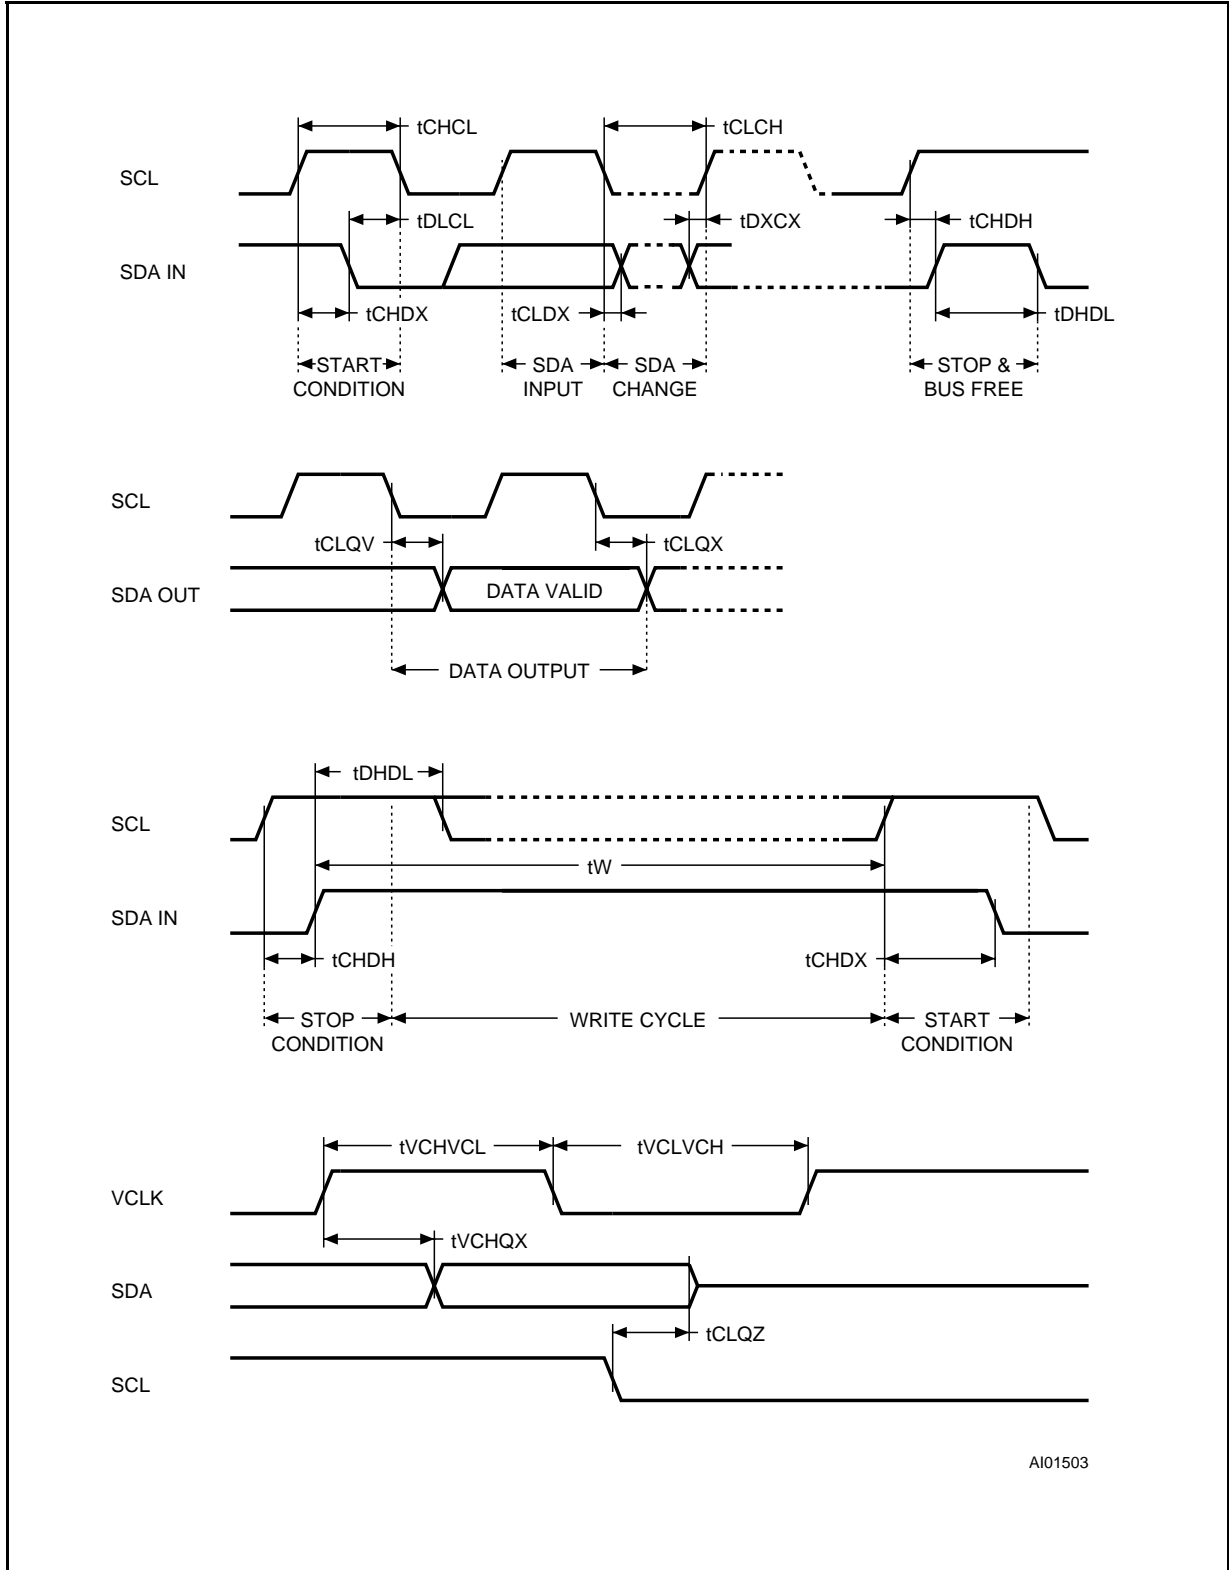 tCHCL
tCLCH
SCL
tDLCL
tDXCX
tCHDH
SDA IN
tCHDX
tCLDX
tDHDL
START
CONDITION
SDA
INPUT
SDA
CHANGE
STOP &
BUS FREE
SCL
tCLQV
tCLQX
SDA OUT
DATA VALID
DATA OUTPUT
tDHDL
SCL
tW
SDA IN
tCHDH
tCHDX
STOP
CONDITION
WRITE CYCLE
START
CONDITION
tVCHVCL
tVCLVCH
VCLK
tVCHQX
SDA
tCLQZ
SCL
AI01503